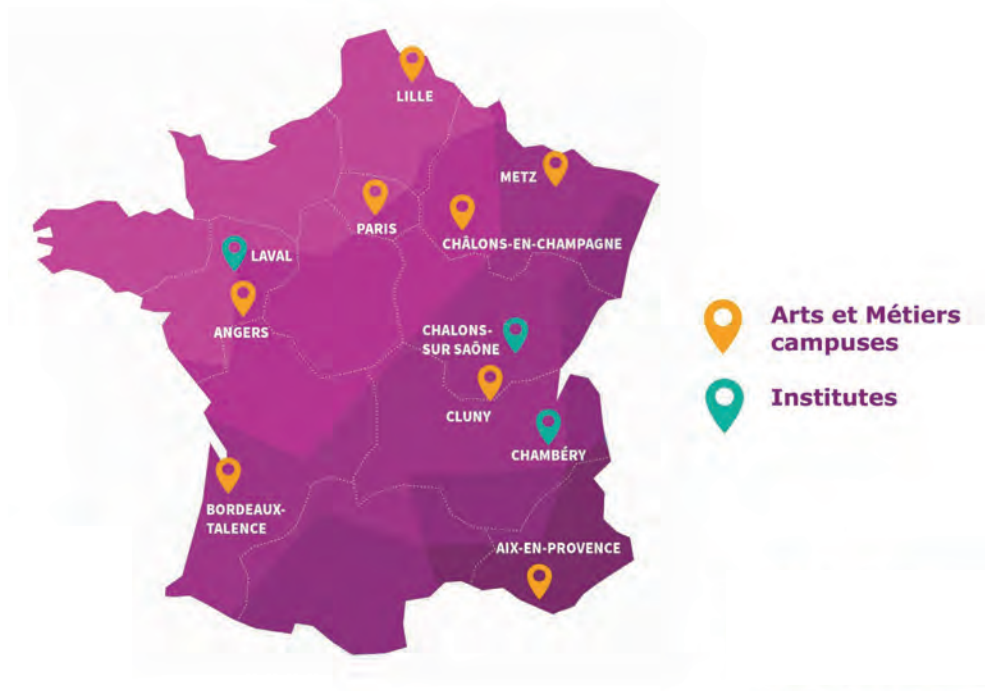 LILLE
METZ
PARIS
CHÂLONS-EN-CHAMPAGNE
LAVAL
ANGERS
CHALONS-
SUR SAÔNE
CLUNY
CHAMBÉRY
BORDEAUX-
TALENCE
AIX-EN-PROVENCE
Arts et Métiers
campuses
Institutes